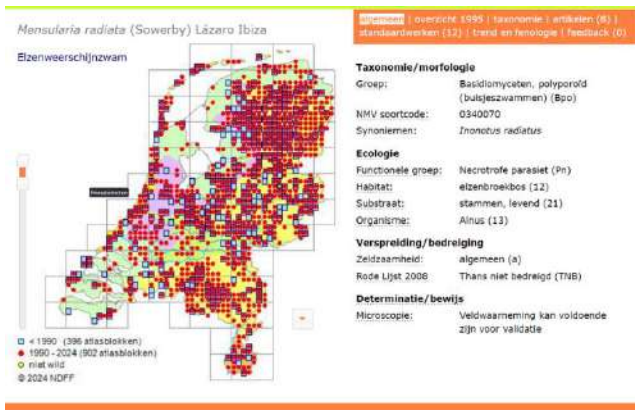 Mensularia radiata (Sowerby) Lázaro Ibiza
Elzenweerschijnzwam
< 1990 (396 atlasblokken)
1990 - 2024 (902 atlasblokken)
niet wild
© 2024 NDFF
algemeen | overzicht 1995 | taxonomie | artikelen (8) |
standaardwerken (12) | trend en fenologie | feedback (0)
Taxonomie/morfologie
Groep: Basidiomyceten, polyporoïd
(buisjeszwammen) (Bpo)
NMV soortcode: 0340070
Synoniemen: Inonotus radiatus
Ecologie
Functionele groep: Necrotrofe parasiet (Pn)
Habitat: elzenbroekbos (12)
Substraat: stammen, levend (21)
Organisme: Alnus (13)
Verspreiding/bedreiging
Zeldzaamheid: algemeen (a)
Rode Lijst 2008 Thans niet bedreigd (TNB)
Determinatie/bewijs
Microscopie: Veldwaarneming kan voldoende
zijn voor validatie